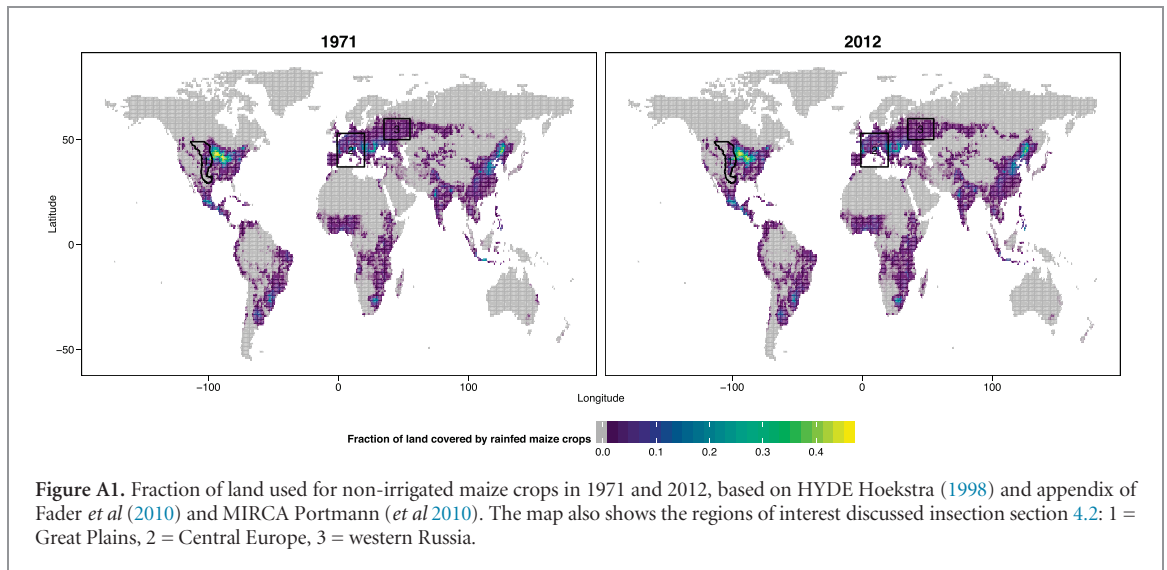 1971
2012
50
0
−50
Latitude
−100
0
100
−100
0
100
Longitude
Fraction of land covered by rainfed maize crops
0.0
0.1
0.2
0.3
0.4
Figure A1. Fraction of land used for non-irrigated maize crops in 1971 and 2012, based on HYDE Hoekstra (1998) and appendix of
Fader et al (2010) and MIRCA Portmann (et al 2010). The map also shows the regions of interest discussed insection section 4.2: 1 =
Great Plains, 2 = Central Europe, 3 = western Russia.